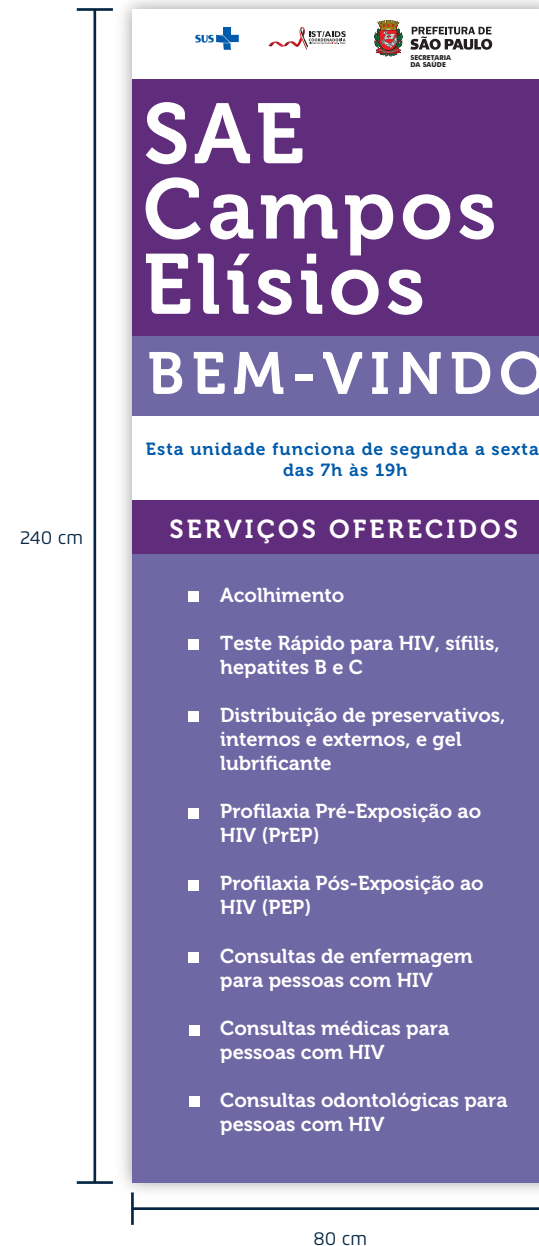 SUS
IST/AIDS
COORDENADORIA
PREFEITURA DE
SÃO PAULO
SECRETARIA
DA SAÚDE
SAE
Campos
Elísios
BEM-VINDO
Esta unidade funciona de segunda a sexta
das 7h às 19h
240 cm
SERVIÇOS OFERECIDOS
Acolhimento
Teste Rápido para HIV, sífilis,
hepatites B e C
Distribuição de preservativos,
internos e externos, e gel
lubrificante
Profilaxia Pré-Exposição ao
HIV (PrEP)
Profilaxia Pós-Exposição ao
HIV (PEP)
Consultas de enfermagem
para pessoas com HIV
Consultas médicas para
pessoas com HIV
Consultas odontológicas para
pessoas com HIV
80 cm